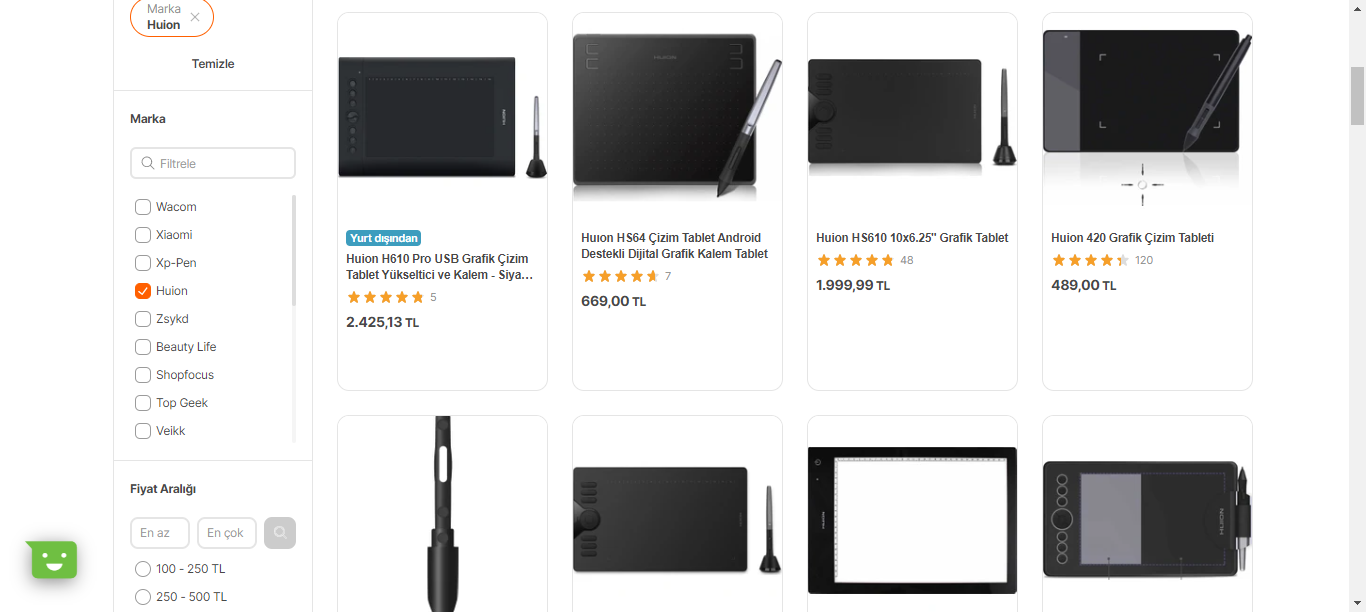 Marka
Huion
Temizle
Marka
Filtrele
Wacom
Xiaomi
Xp-Pen
Huion
Zsykd
Beauty Life
Shopfocus
Top Geek
Veikk
Fiyat Aralığı
En az
En çok
100 - 250 TL
250 - 500 TL
HUION
Yurt dışından
Huion H610 Pro USB Grafik Çizim
Tablet Yükseltici ve Kalem - Siya...
5
2.425,13 TL
HUION
Huıon HS64 Çizim Tablet Android
Destekli Dijital Grafik Kalem Tablet
7
669,00 TL
Huion HS610 10x6.25'' Grafik Tablet
48
1.999,99 TL
Huion 420 Grafik Çizim Tableti
120
489,00 TL
HUION
HUION